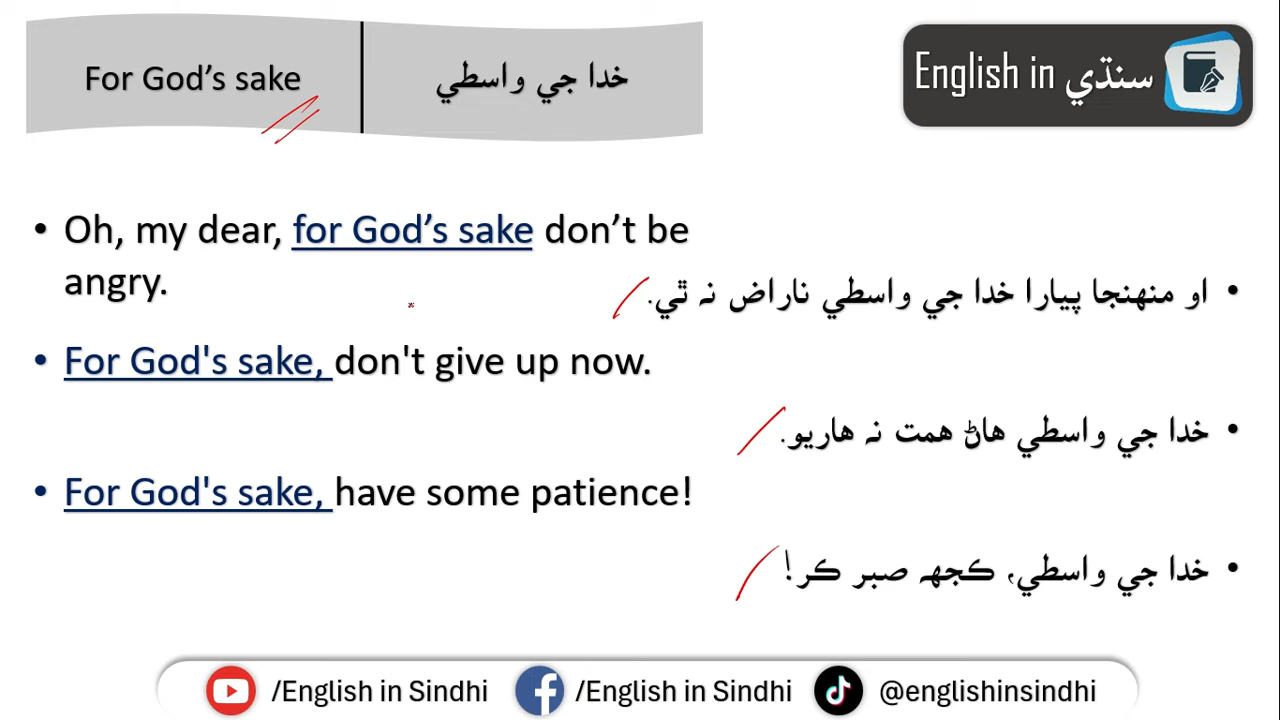 For God’s sake
خدا جي واسطي
English in سنڌي
Oh, my dear, for God’s sake don’t be
angry.
او منهنجا پيارا خدا جي واسطي ناراض نہ ٿي.
For God's sake, don't give up now.
خدا جي واسطي هاڻ همت نہ هاريو.
For God's sake, have some patience!
خدا جي واسطي، ڪجهہ صبر ڪر!
/English in Sindhi
/English in Sindhi
@englishinsindhi